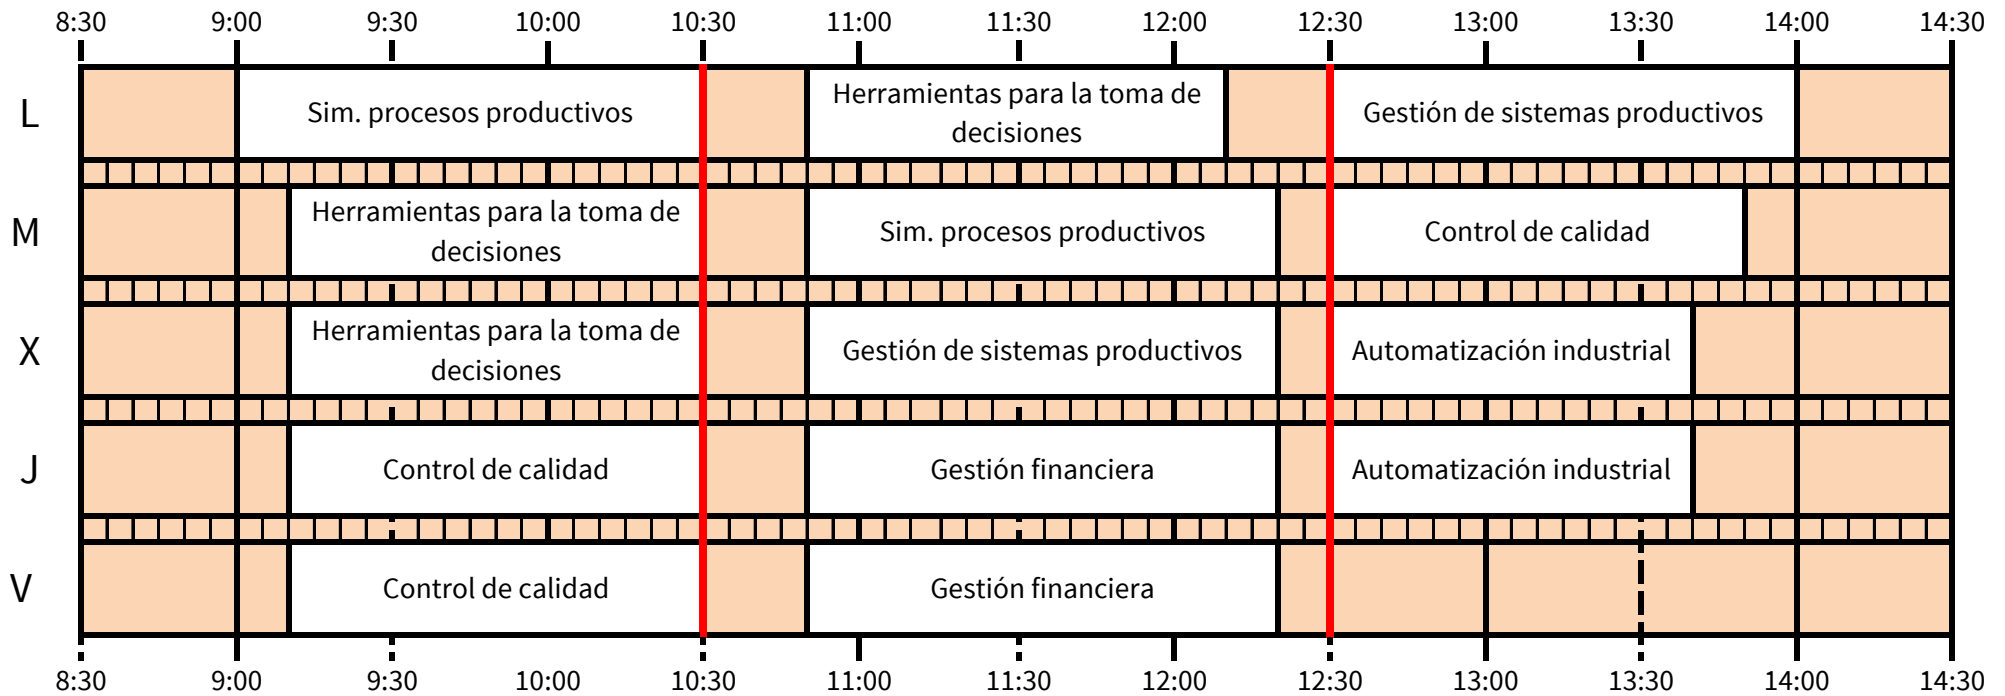 8:30 9:00 9:30 10:00 10:30 11:00 11:30 12:00 12:30 13:00 13:30 14:00 14:30
L
Sim. procesos productivos
Herramientas para la toma de
decisiones
Gestión de sistemas productivos
M
Herramientas para la toma de
decisiones
Sim. procesos productivos
Control de calidad
X
Herramientas para la toma de
decisiones
Gestión de sistemas productivos
Automatización industrial
J
Control de calidad
Gestión financiera
Automatización industrial
V
Control de calidad
Gestión financiera
8:30 9:00 9:30 10:00 10:30 11:00 11:30 12:00 12:30 13:00 13:30 14:00 14:30